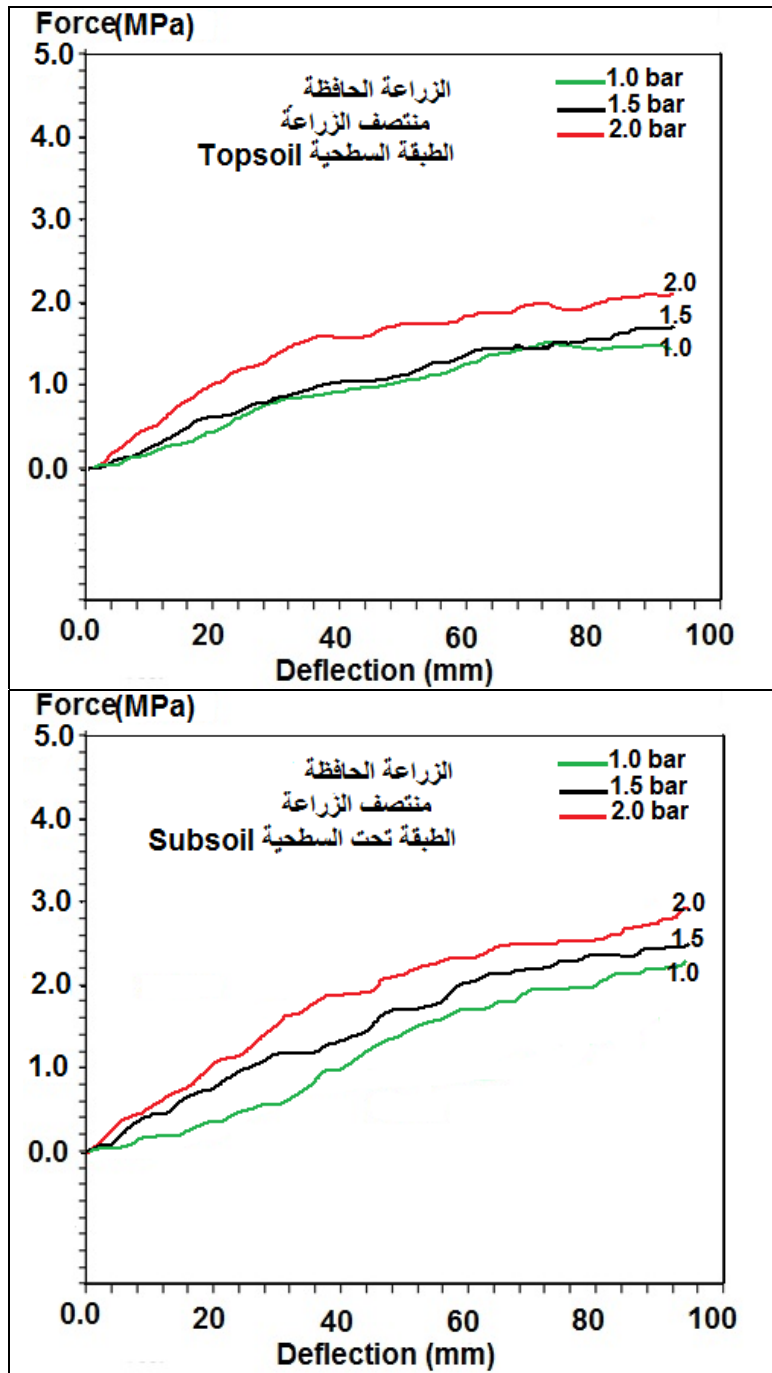 Force(MPa)
5.0
الزراعة الحافظة
منتصف الزراعة
الطبقة السطحية Topsoil
1.0 bar
1.5 bar
2.0 bar
4.0
3.0
2.0
1.0
0.0
2.0
1.5
1.0
0.0 20 40 60 80 100
Deflection (mm)
Force(MPa)
5.0
الزراعة الحافظة
منتصف الزراعة
الطبقة تحت السطحية Subsoil
1.0 bar
1.5 bar
2.0 bar
4.0
3.0
2.0
1.0
0.0
2.0
1.5
1.0
0.0 20 40 60 80 100
Deflection (mm)